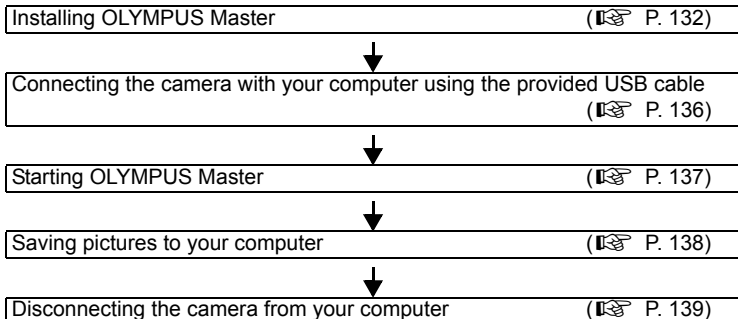 Installing OLYMPUS Master (☞ P. 132)
Connecting the camera with your computer using the provided USB cable
(☞ P. 136)
Starting OLYMPUS Master (☞ P. 137)
Saving pictures to your computer (☞ P. 138)
Disconnecting the camera from your computer (☞ P. 139)